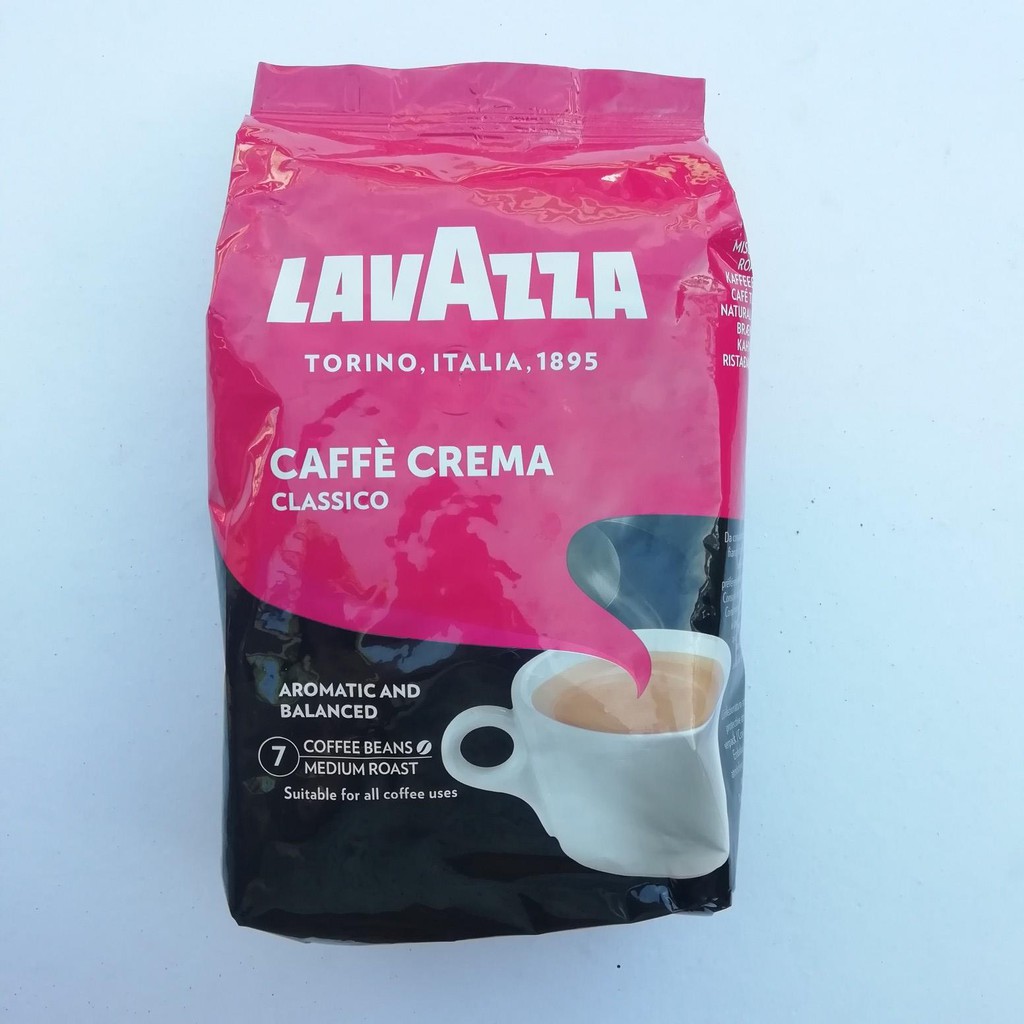 LAVAZZA
TORINO, ITALIA, 1895
CAFFÈ CREMA
CLASSICO
AROMATIC AND
BALANCED
7 COFFEE BEANS
MEDIUM ROAST
Suitable for all coffee uses
CAFÉ